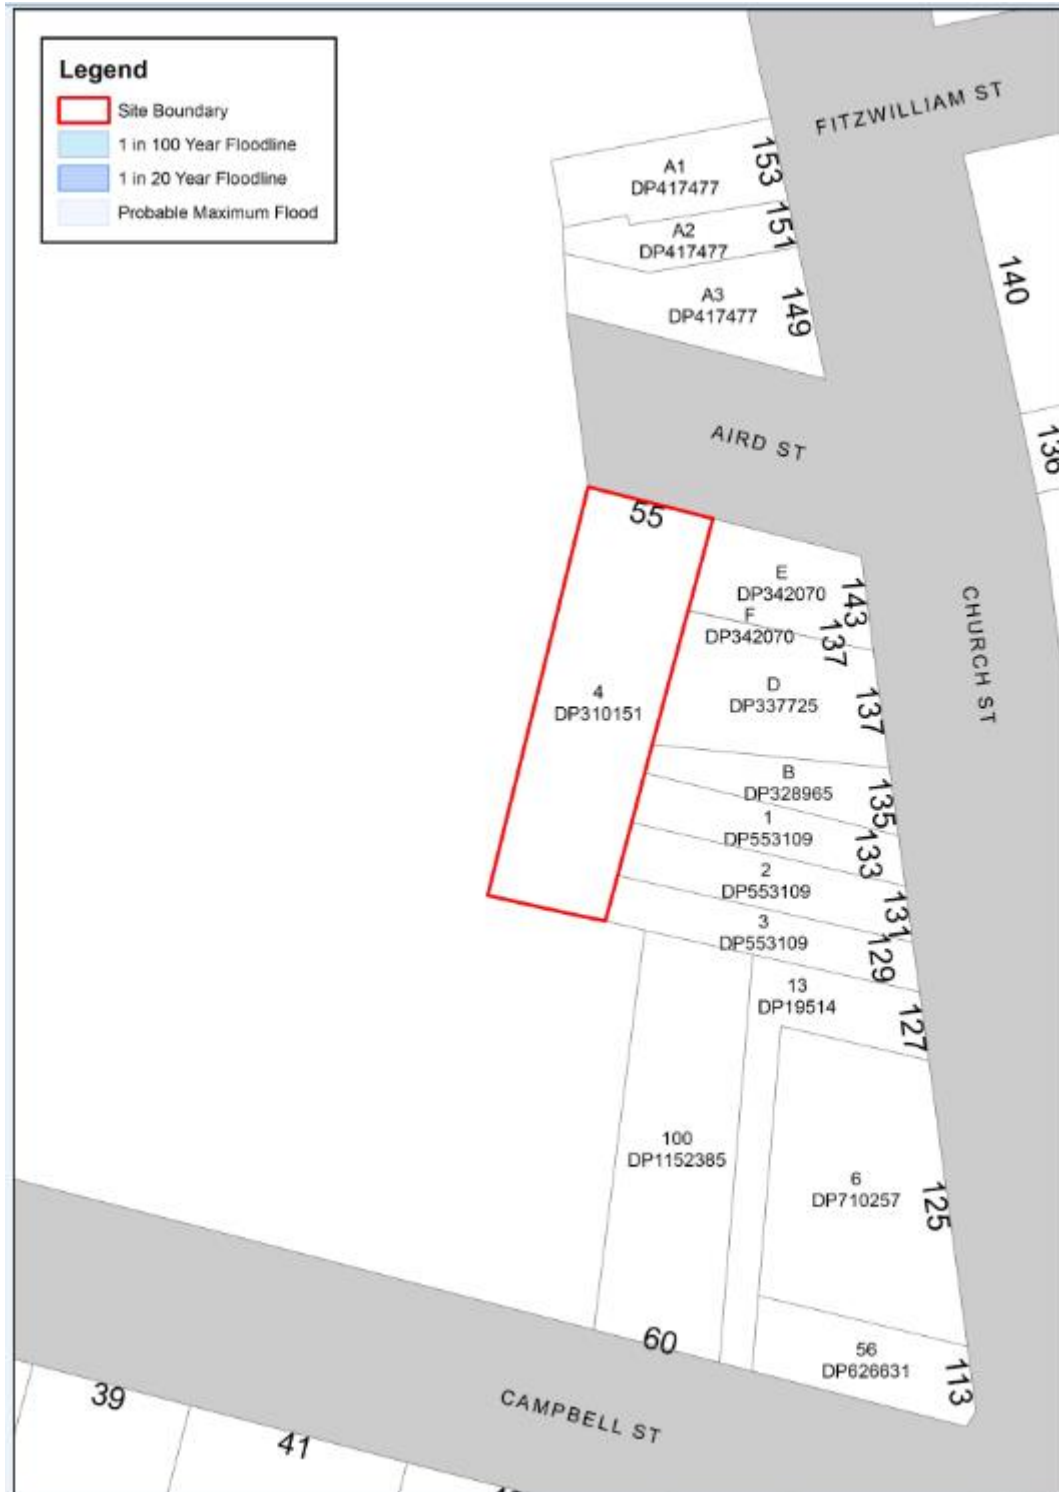 Legend
Site Boundary
1 in 100 Year Floodline
1 in 20 Year Floodline
Probable Maximum Flood
FITZWILLIAM ST
A1
DP417477
153
A2
DP417477
151
A3
DP417477
149
140
136
AIRD ST
55
E
DP342070
143
F
DP342070
137
CHURCH ST
4
DP310151
D
DP337725
137
B
DP328965
135
1
DP553109
133
2
DP553109
131
3
DP553109
129
13
DP19514
127
100
DP1152385
6
DP710257
125
60
56
DP626631
113
39
41
CAMPBELL ST